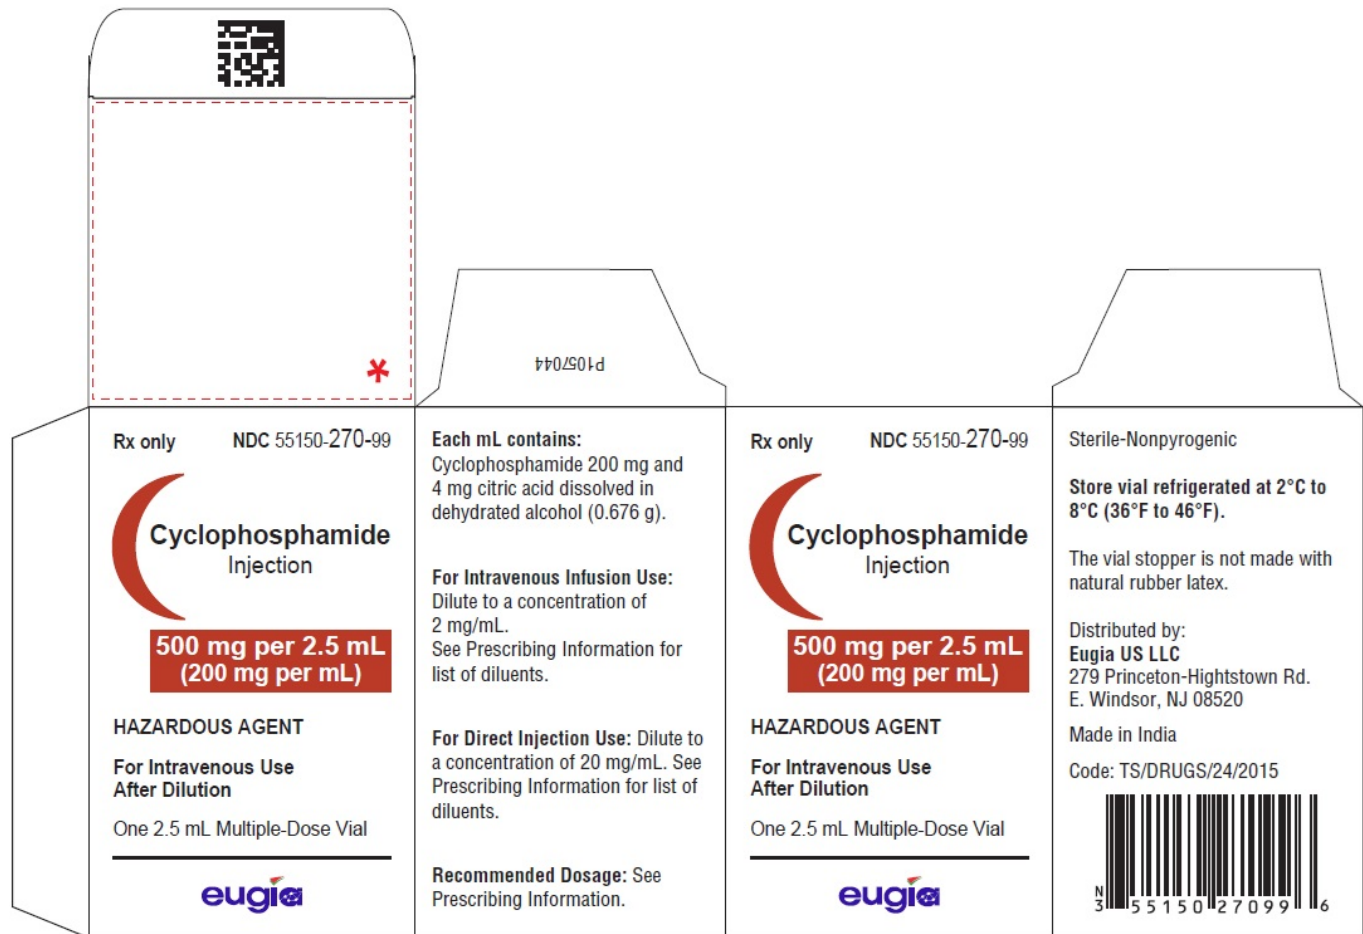 P1057044
Rx only NDC 55150-270-99
Cyclophosphamide
Injection
500 mg per 2.5 mL
(200 mg per mL)
HAZARDOUS AGENT
For Intravenous Use
After Dilution
One 2.5 mL Multiple-Dose Vial
eugia
Each mL contains:
Cyclophosphamide 200 mg and
4 mg citric acid dissolved in
dehydrated alcohol (0.676 g).
For Intravenous Infusion Use:
Dilute to a concentration of
2 mg/mL.
See Prescribing Information for
list of diluents.
For Direct Injection Use: Dilute to
a concentration of 20 mg/mL. See
Prescribing Information for list of
diluents.
Recommended Dosage: See
Prescribing Information.
Rx only NDC 55150-270-99
Cyclophosphamide
Injection
500 mg per 2.5 mL
(200 mg per mL)
HAZARDOUS AGENT
For Intravenous Use
After Dilution
One 2.5 mL Multiple-Dose Vial
eugia
Sterile-Nonpyrogenic
Store vial refrigerated at 2°C to
8°C (36°F to 46°F).
The vial stopper is not made with
natural rubber latex.
Distributed by:
Eugia US LLC
279 Princeton-Hightstown Rd.
E. Windsor, NJ 08520
Made in India
Code: TS/DRUGS/24/2015
N
3 55150 27099 6